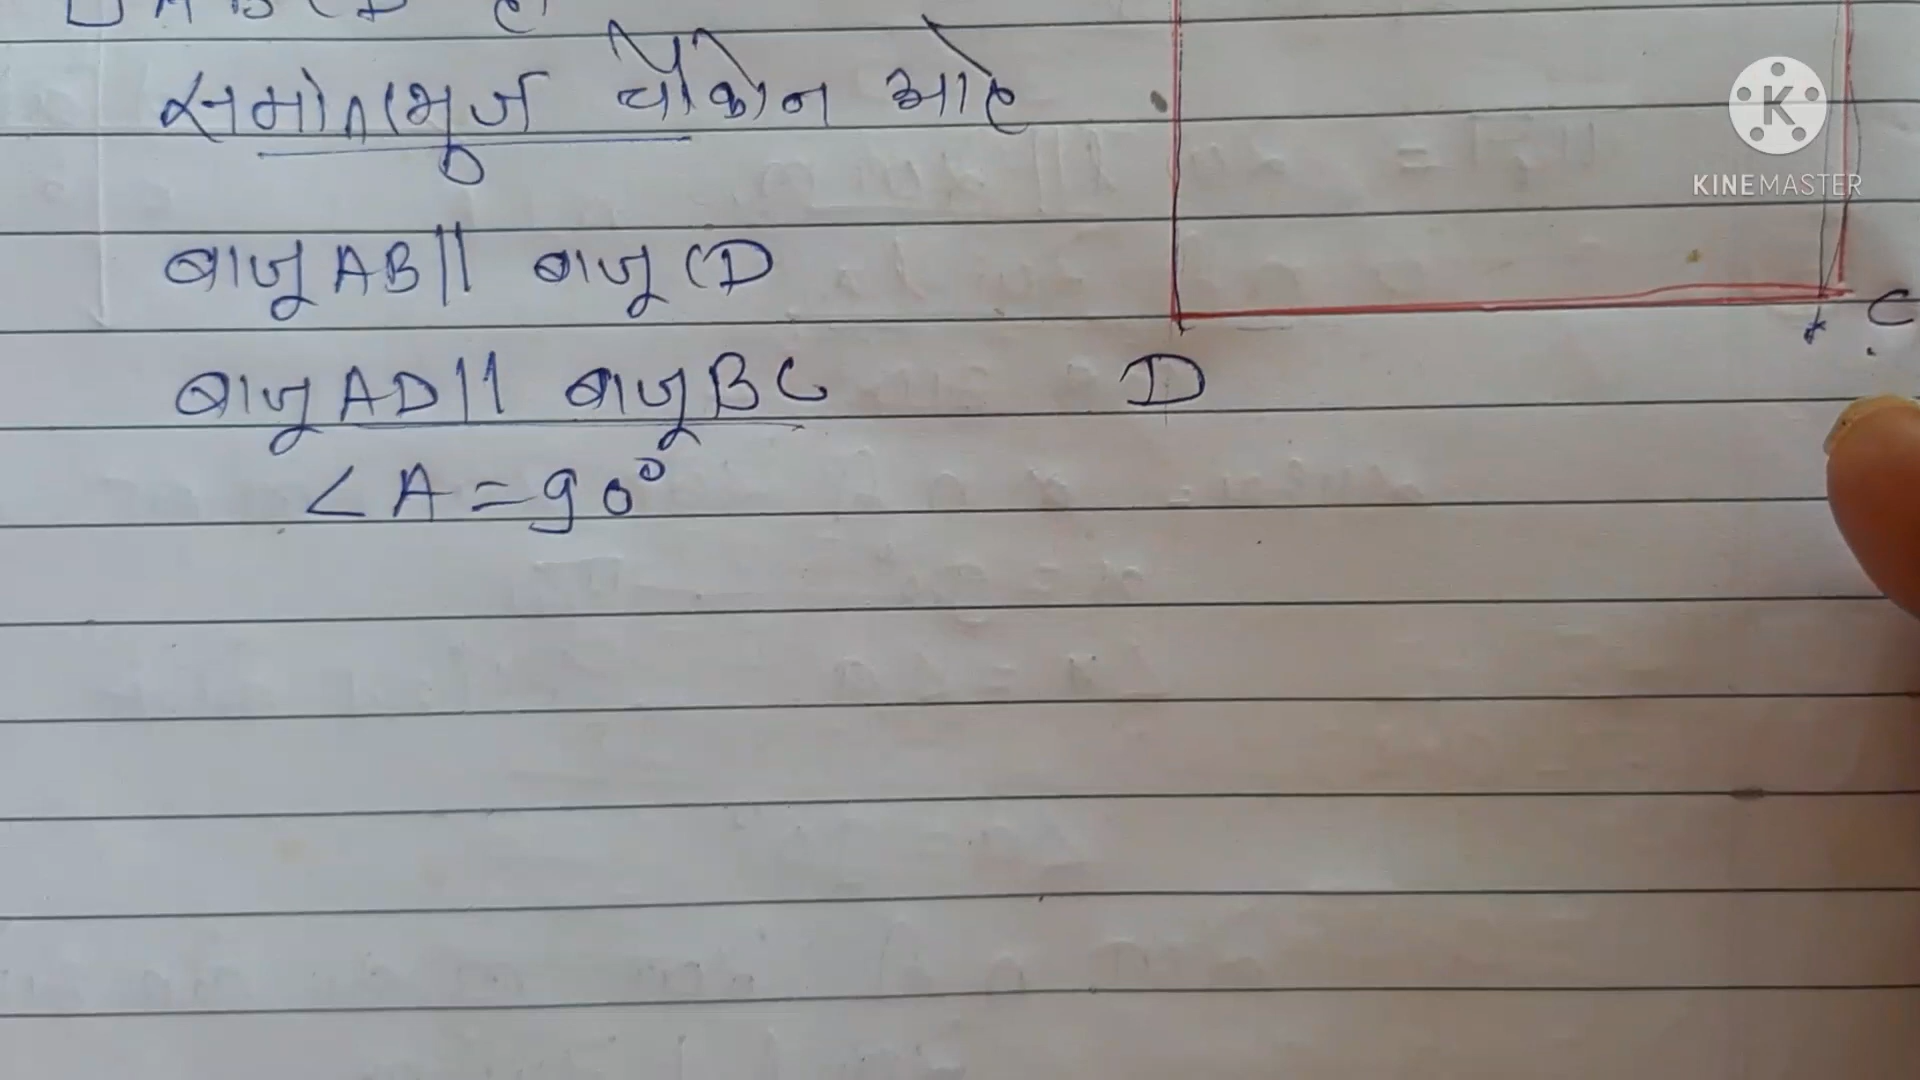 □ A B C D हा
समांतरभुज चौकोन आहे
बाजू AB || बाजू CD
बाजू AD || बाजू BC
∠A = 90°
D
C
K
KINEMASTER